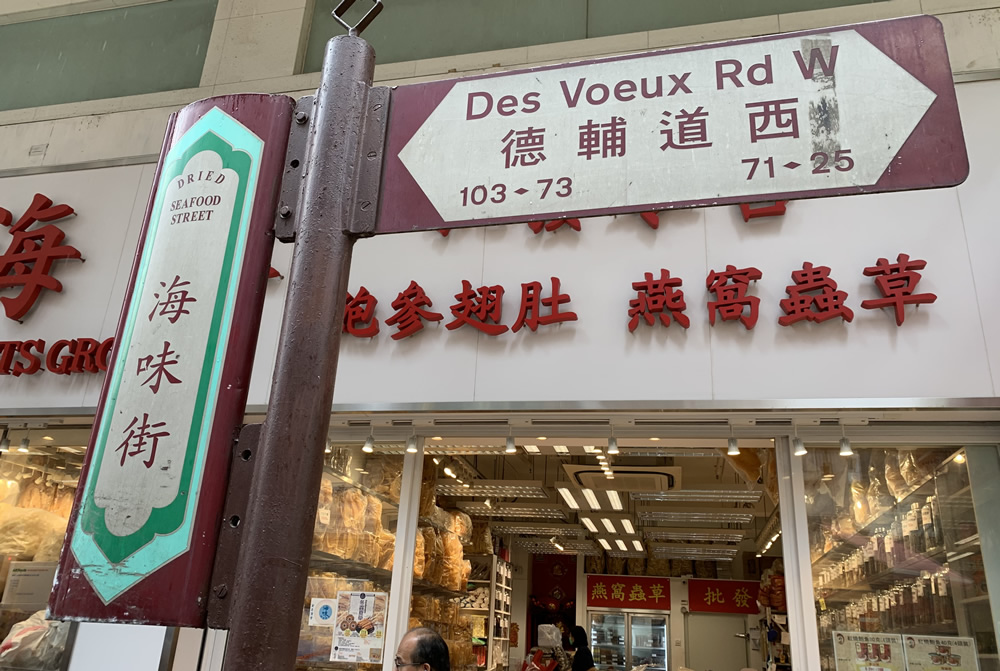 Des Voeux Rd W
德輔道西
103 73
71 25
DRIED
SEAFOOD
STREET
海味街
海
鮑參翅肚 燕窩蟲草
燕窩蟲草
批發